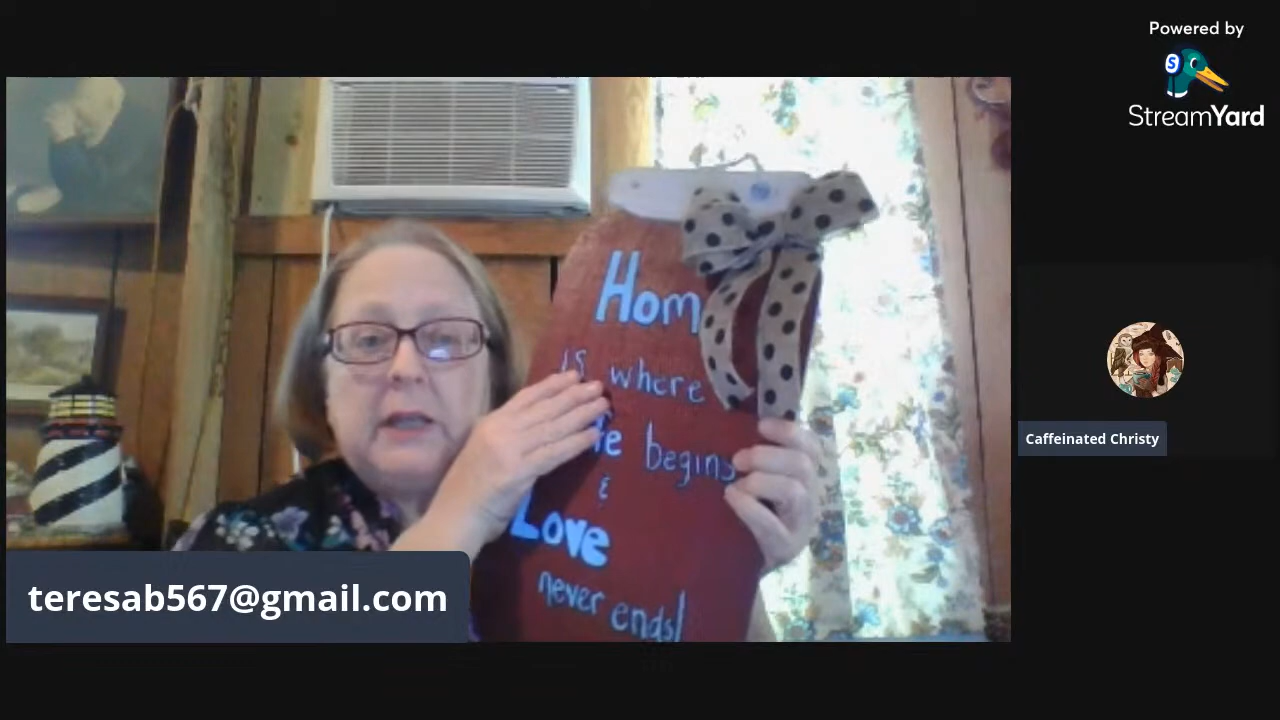 Powered by
StreamYard
Hom
is where
begins
&
Love
never ends!
Caffeinated Christy
teresab567@gmail.com